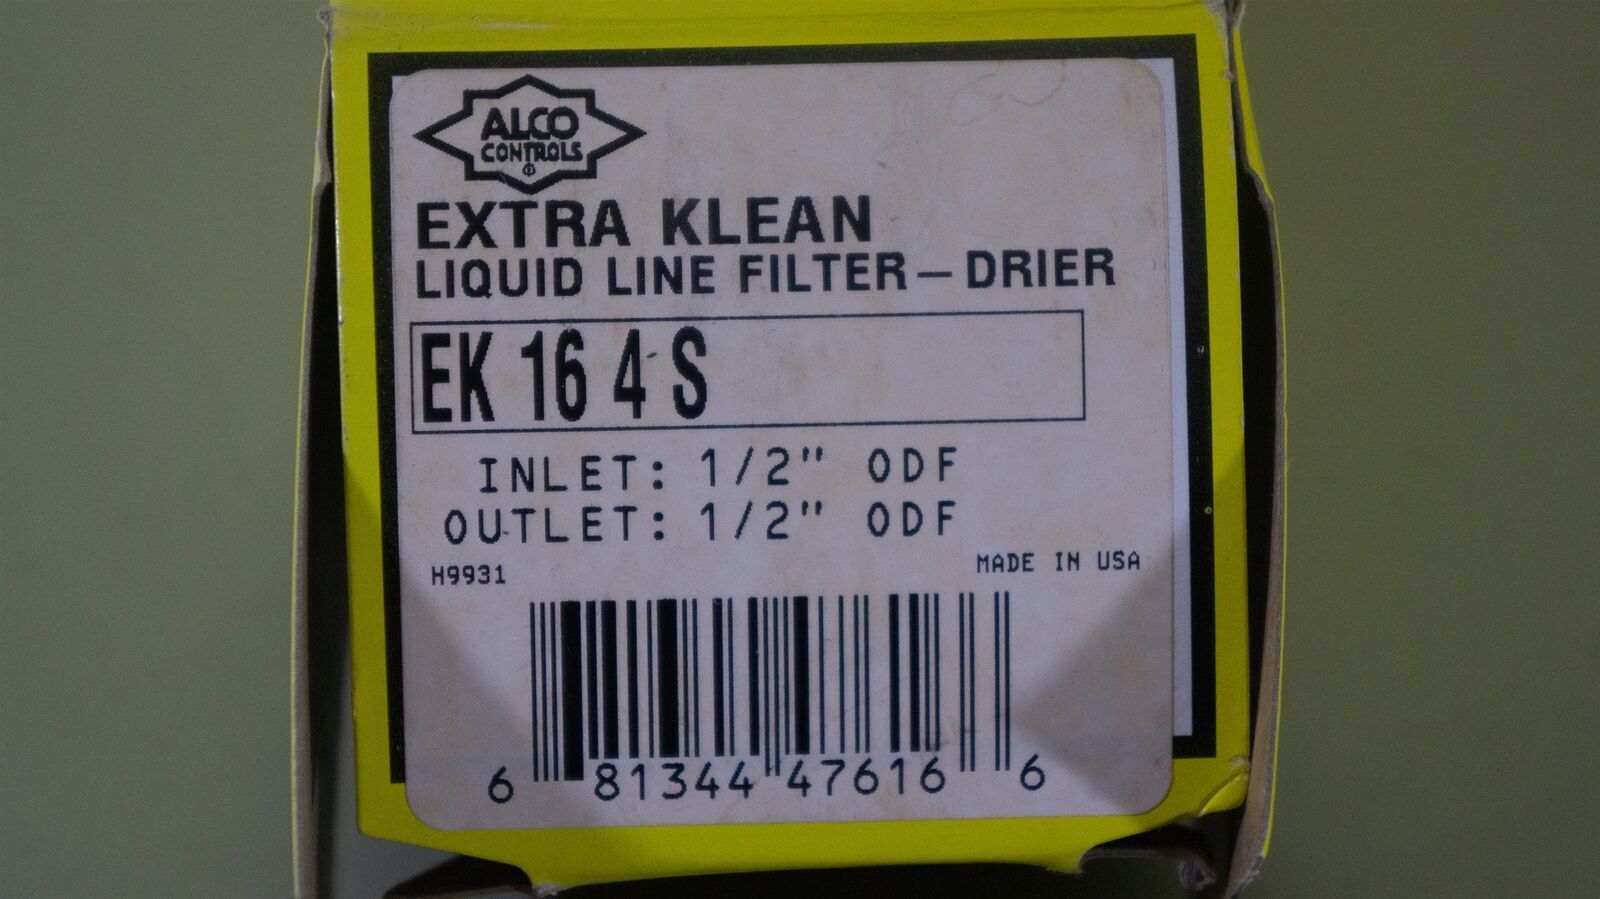 ALCO
CONTROLS
EXTRA KLEAN
LIQUID LINE FILTER–DRIER
EK 16 4 S
INLET: 1/2" ODF
OUTLET: 1/2" ODF
H9931 MADE IN USA
6 81344 47616 6